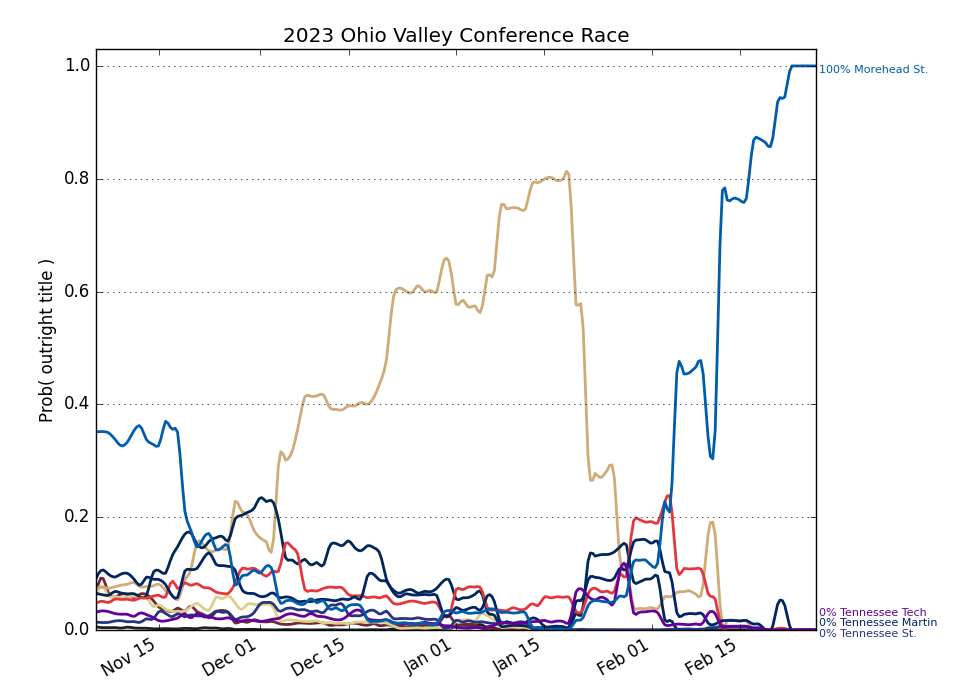 2023 Ohio Valley Conference Race
1.0
100% Morehead St.
0.8
0.6
Prob( outright title )
0.4
0.2
0% Tennessee Tech
0% Tennessee Martin
0.0
0% Tennessee St.
Nov 15
Dec 01
Dec 15
Jan 01
Jan 15
Feb 01
Feb 15